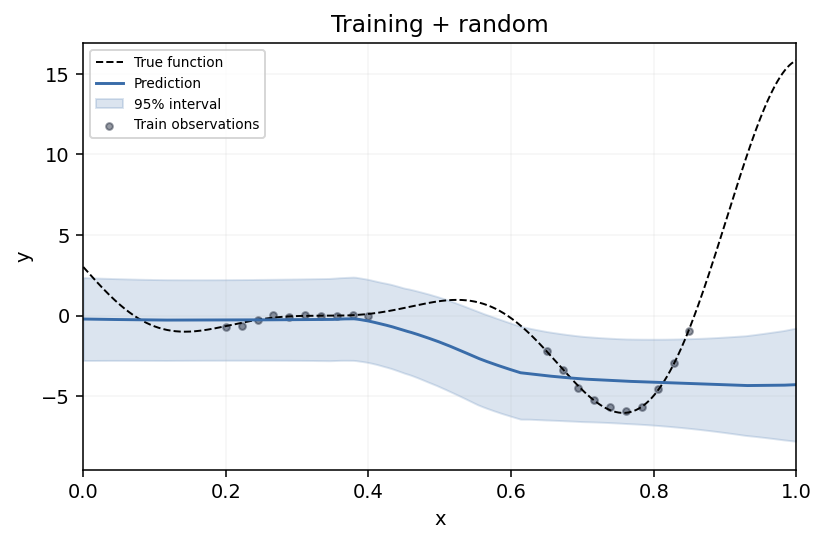 Training + random
True function
Prediction
95% interval
Train observations
y
15
10
5
0
−5
0.0 0.2 0.4 0.6 0.8 1.0
x